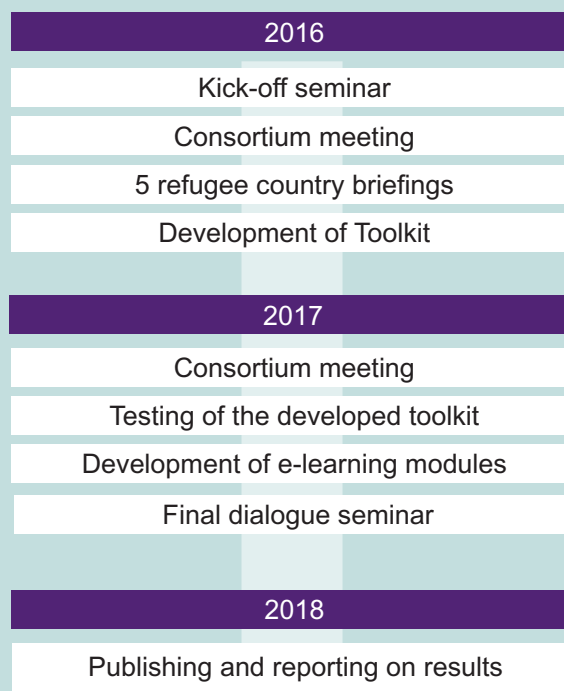 2016
Kick-off seminar
Consortium meeting
5 refugee country briefings
Development of Toolkit
2017
Consortium meeting
Testing of the developed toolkit
Development of e-learning modules
Final dialogue seminar
2018
Publishing and reporting on results